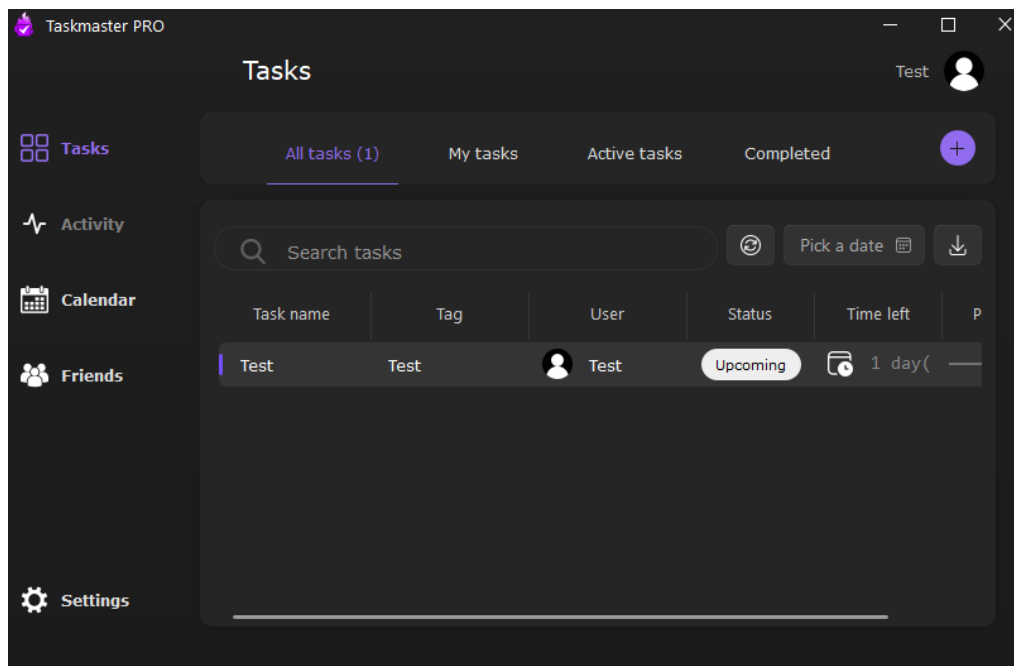 Taskmaster PRO
Tasks
Test
Tasks
All tasks (1) My tasks Active tasks Completed
Activity
Search tasks
Pick a date
Calendar
Task name Tag User Status Time left P
Test Test Test Upcoming 1 day(
Friends
Settings